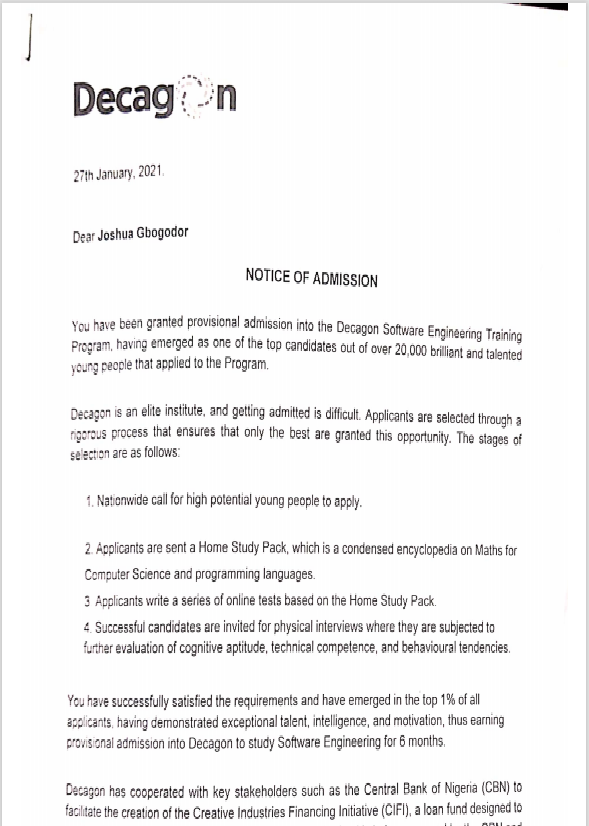 Decagon
27th January, 2021.
Dear Joshua Gbogodor
NOTICE OF ADMISSION
You have been granted provisional admission into the Decagon Software Engineering Training
Program, having emerged as one of the top candidates out of over 20,000 brilliant and talented
young people that applied to the Program.
Decagon is an elite institute, and getting admitted is difficult. Applicants are selected through a
rigorous process that ensures that only the best are granted this opportunity. The stages of
selection are as follows:
1. Nationwide call for high potential young people to apply.
2. Applicants are sent a Home Study Pack, which is a condensed encyclopedia on Maths for
Computer Science and programming languages.
3 Applicants write a series of online tests based on the Home Study Pack.
4. Successful candidates are invited for physical interviews where they are subjected to
further evaluation of cognitive aptitude, technical competence, and behavioural tendencies.
You have successfully satisfied the requirements and have emerged in the top 1% of all
applicants, having demonstrated exceptional talent, intelligence, and motivation, thus earning
provisional admission into Decagon to study Software Engineering for 6 months.
Decagon has cooperated with key stakeholders such as the Central Bank of Nigeria (CBN) to
facilitate the creation of the Creative Industries Financing Initiative (CIFI), a loan fund designed to